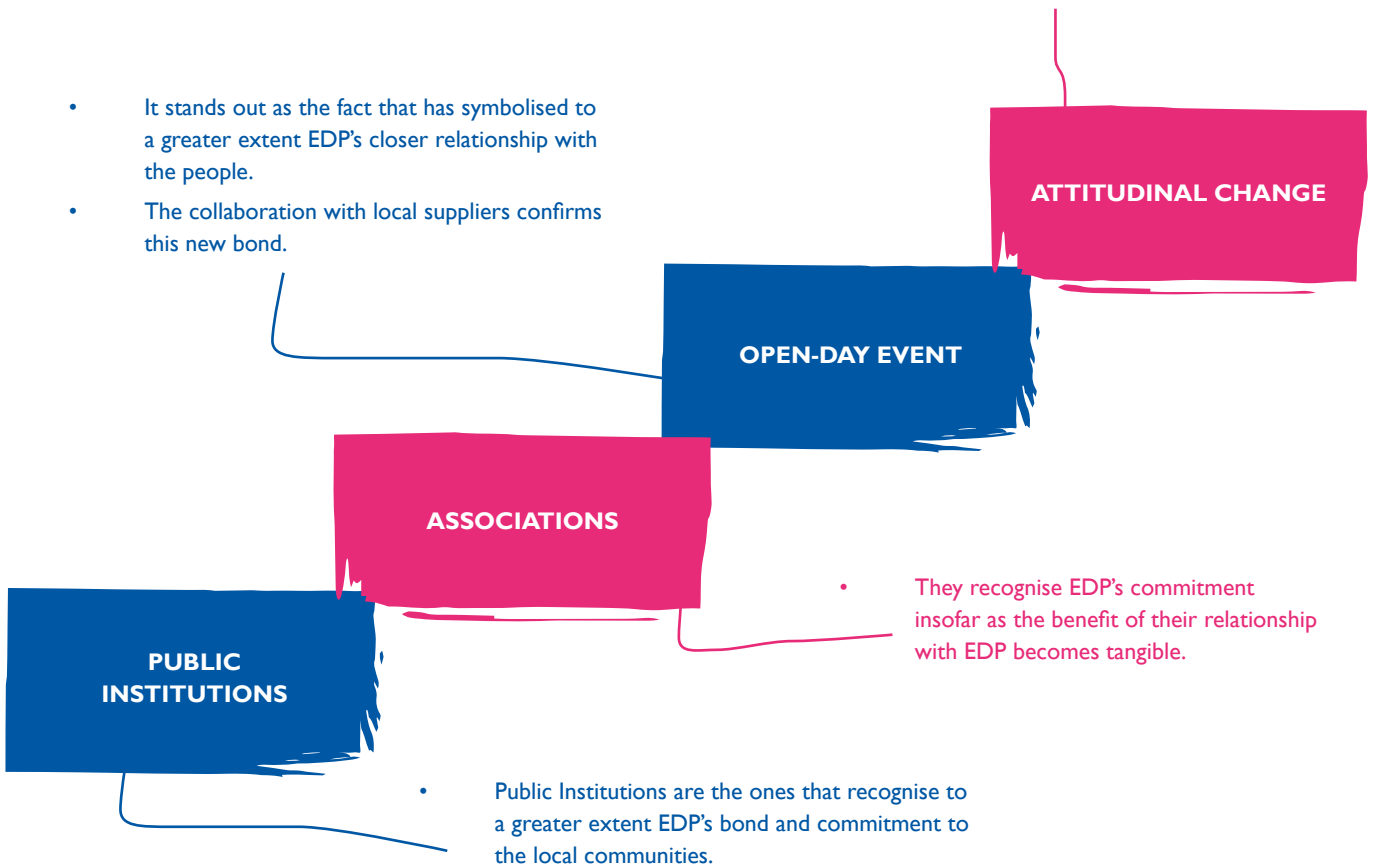 • It stands out as the fact that has symbolised to
a greater extent EDP's closer relationship with
the people.
• The collaboration with local suppliers confirms
this new bond.
ATTITUDINAL CHANGE
OPEN-DAY EVENT
ASSOCIATIONS
• They recognise EDP's commitment
insofar as the benefit of their relationship
with EDP becomes tangible.
PUBLIC
INSTITUTIONS
• Public Institutions are the ones that recognise to
a greater extent EDP's bond and commitment to
the local communities.